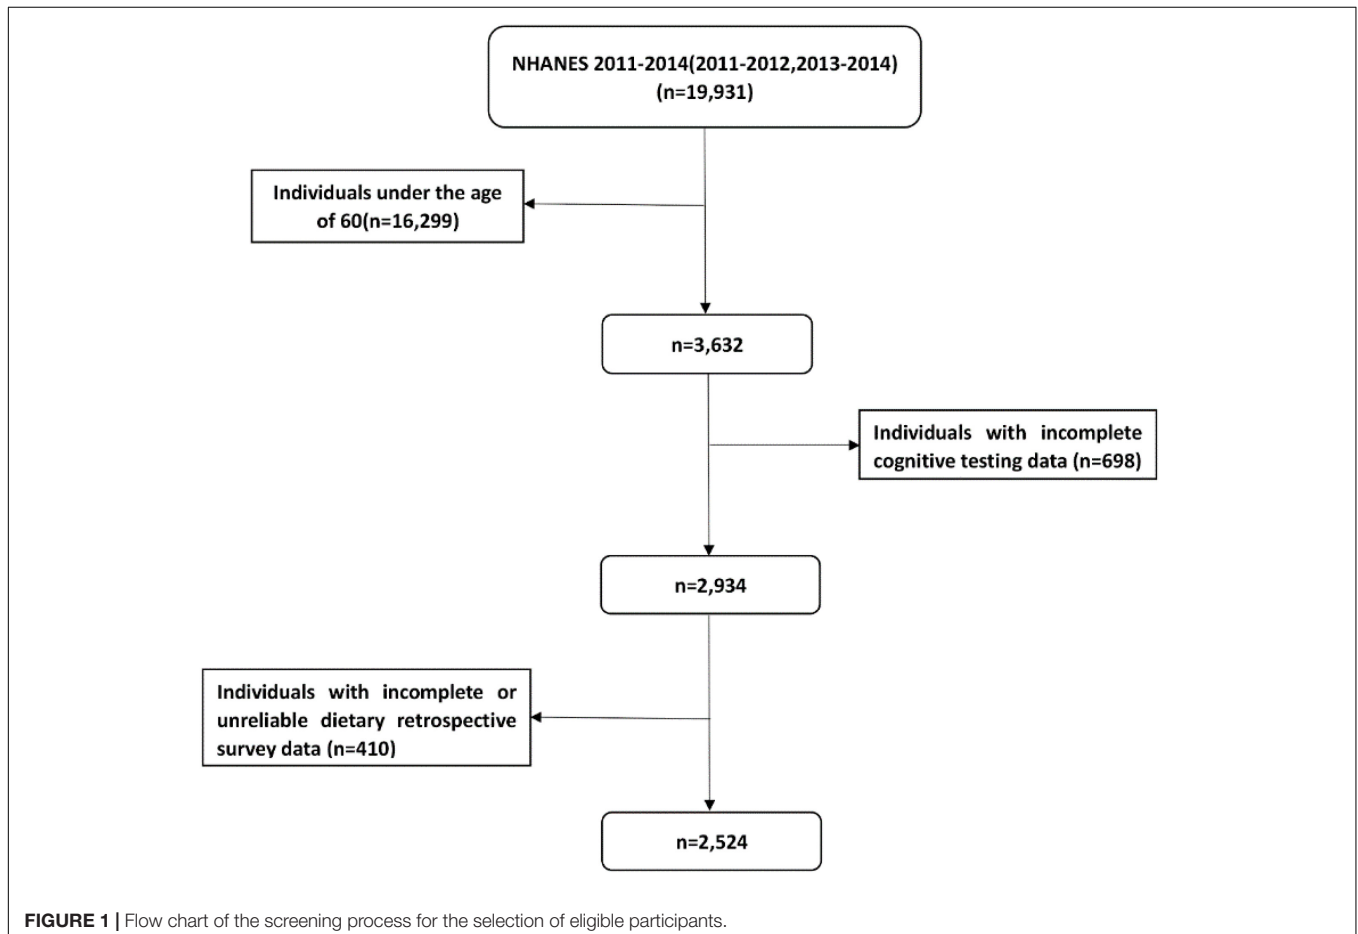 NHANES 2011-2014(2011-2012,2013-2014)
(n=19,931)
Individuals under the age
of 60(n=16,299)
n=3,632
Individuals with incomplete
cognitive testing data (n=698)
n=2,934
Individuals with incomplete or
unreliable dietary retrospective
survey data (n=410)
n=2,524
FIGURE 1 | Flow chart of the screening process for the selection of eligible participants.